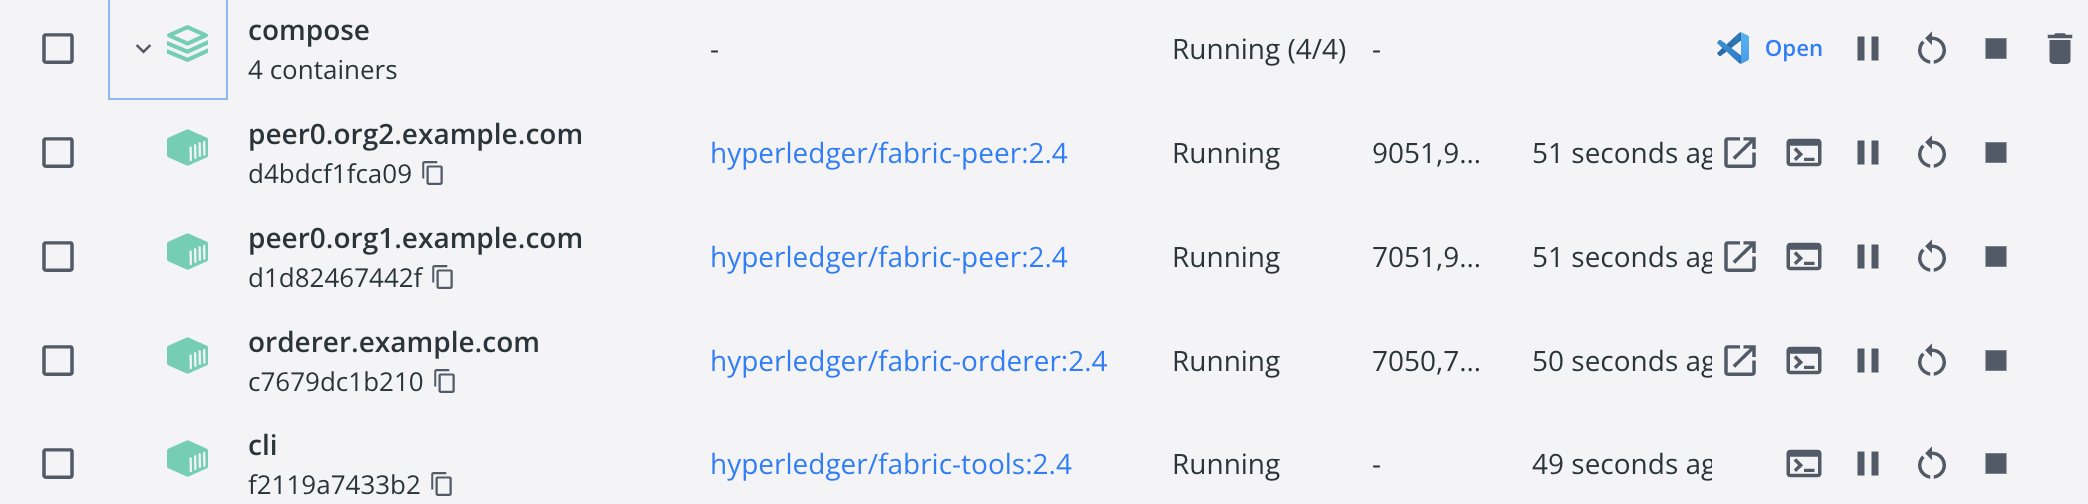 compose
4 containers
-
Running (4/4)
-
Open
peer0.org2.example.com
d4bdcf1fca09
hyperledger/fabric-peer:2.4
Running
9051,9...
51 seconds ag
peer0.org1.example.com
d1d82467442f
hyperledger/fabric-peer:2.4
Running
7051,9...
51 seconds ag
orderer.example.com
c7679dc1b210
hyperledger/fabric-orderer:2.4
Running
7050,7...
50 seconds ag
cli
f2119a7433b2
hyperledger/fabric-tools:2.4
Running
-
49 seconds ag